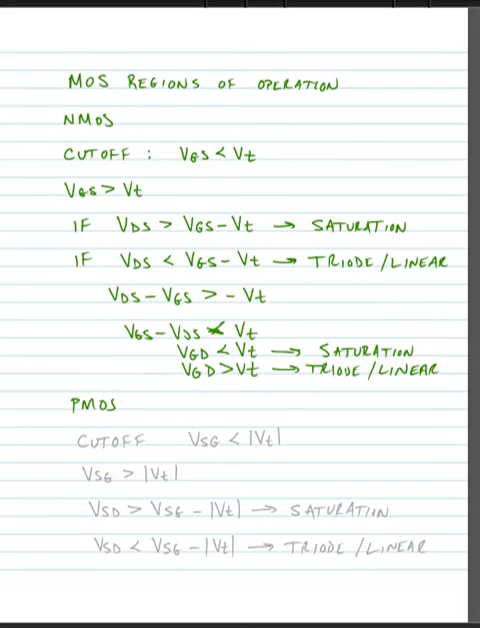 MOS REGIONS OF OPERATION
NMOS
CUTOFF : VGS < Vt
VGS > Vt
IF VDS > VGS - Vt → SATURATION
IF VDS < VGS - Vt → TRIODE/LINEAR
VDS - VGS > - Vt
VGS - VDS < Vt
VGD < Vt → SATURATION
VGD > Vt → TRIODE/LINEAR
PMOS
CUTOFF VSG < |Vt|
VSG > |Vt|
VSD > VSG - |Vt| → SATURATION
VSD < VSG - |Vt| → TRIODE/LINEAR